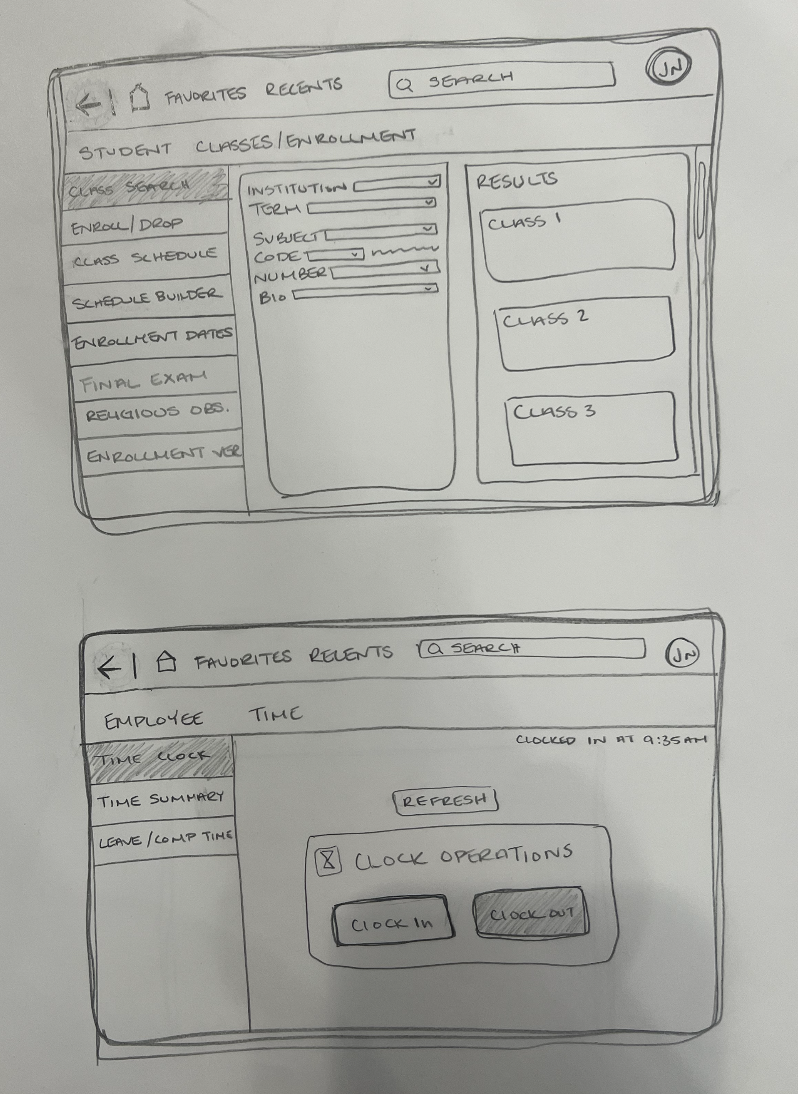 FAVORITES RECENTS SEARCH JN
STUDENT CLASSES/ENROLLMENT
CLASS SEARCH
ENROLL/DROP
CLASS SCHEDULE
SCHEDULE BUILDER
ENROLLMENT DATES
FINAL EXAM
RELIGIOUS OBS.
ENROLLMENT VER
INSTITUTION
TERM
SUBJECT
CODE
NUMBER
BIO
RESULTS
CLASS 1
CLASS 2
CLASS 3
FAVORITES RECENTS SEARCH JN
EMPLOYEE TIME
TIME CLOCK
TIME SUMMARY
LEAVE/COMP TIME
CLOCKED IN AT 9:35AM
REFRESH
CLOCK OPERATIONS
CLOCK IN
CLOCK OUT